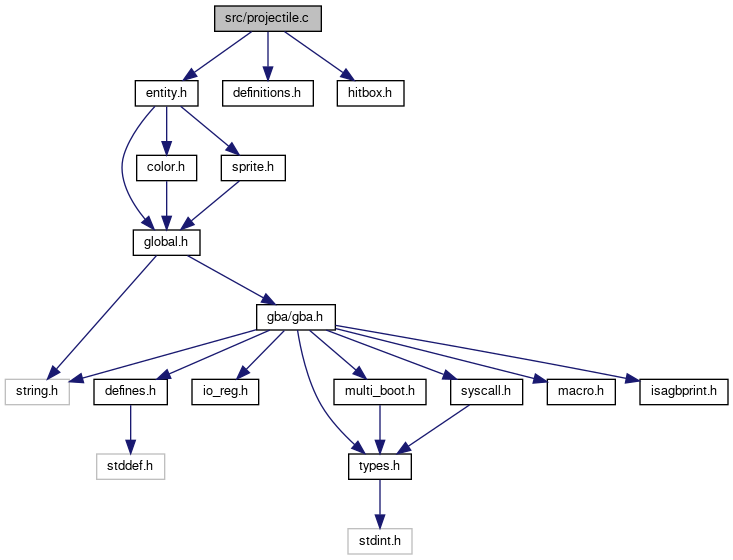 src/projectile.c
entity.h
definitions.h
hitbox.h
color.h
sprite.h
global.h
gba/gba.h
string.h
defines.h
io_reg.h
multi_boot.h
syscall.h
macro.h
isagbprint.h
stddef.h
types.h
stdint.h